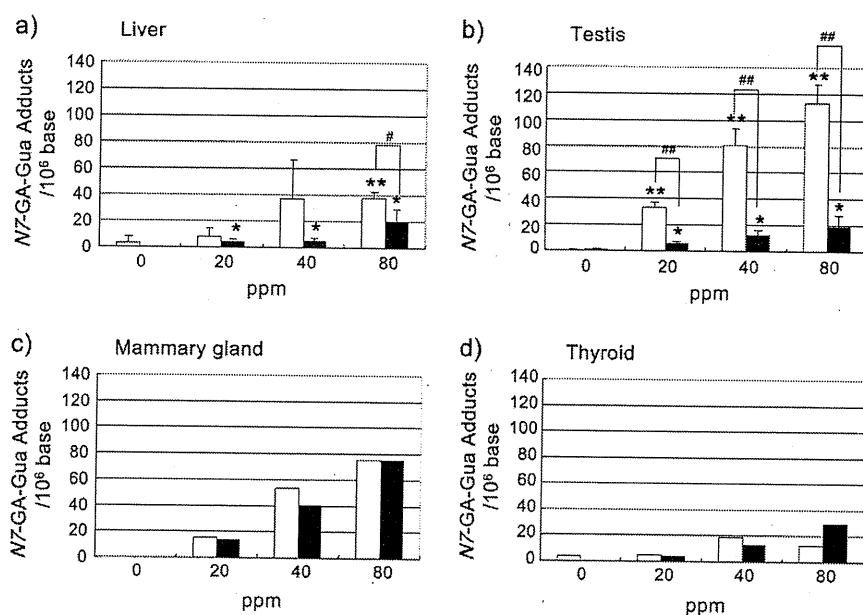 a) Liver
N7-GA-Gua Adducts
/10⁶ base
140
120
100
80
60
40
20
0
#
**
*
*
*
0 20 40 80
ppm
b) Testis
N7-GA-Gua Adducts
/10⁶ base
140
120
100
80
60
40
20
0
##
##
##
**
**
**
*
*
*
0 20 40 80
ppm
c) Mammary gland
N7-GA-Gua Adducts
/10⁶ base
140
120
100
80
60
40
20
0
0 20 40 80
ppm
d) Thyroid
N7-GA-Gua Adducts
/10⁶ base
140
120
100
80
60
40
20
0
0 20 40 80
ppm